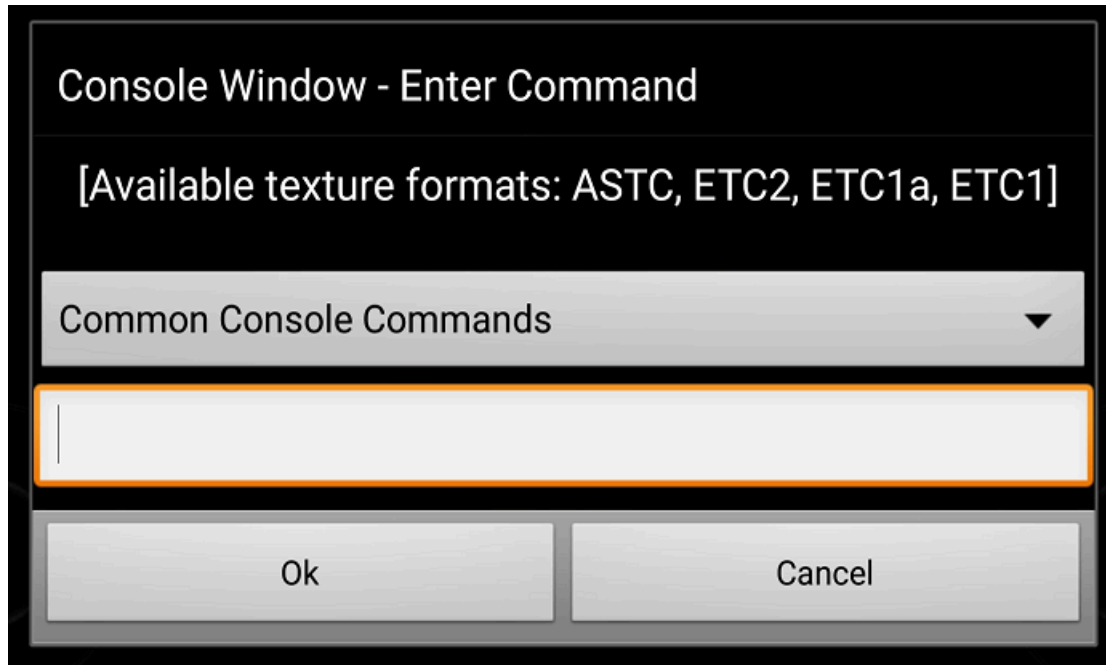 Console Window - Enter Command
[Available texture formats: ASTC, ETC2, ETC1a, ETC1]
Common Console Commands
Ok
Cancel